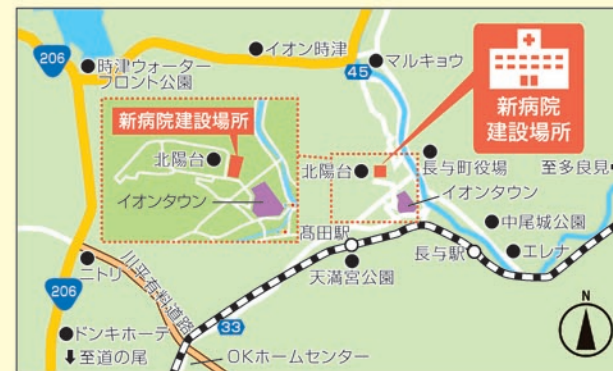 206
時津ウォーター
フロント公園
イオン時津
45
マルキョウ
新病院
建設場所
新病院建設場所
北陽台
イオンタウン
北陽台
長与町役場
至多良見
イオンタウン
中尾城公園
髙田駅
天満宮公園
長与駅
エレナ
ニトリ
川平有料道路
206
33
ドンキホーテ
⬇至道の尾
OKホームセンター
N